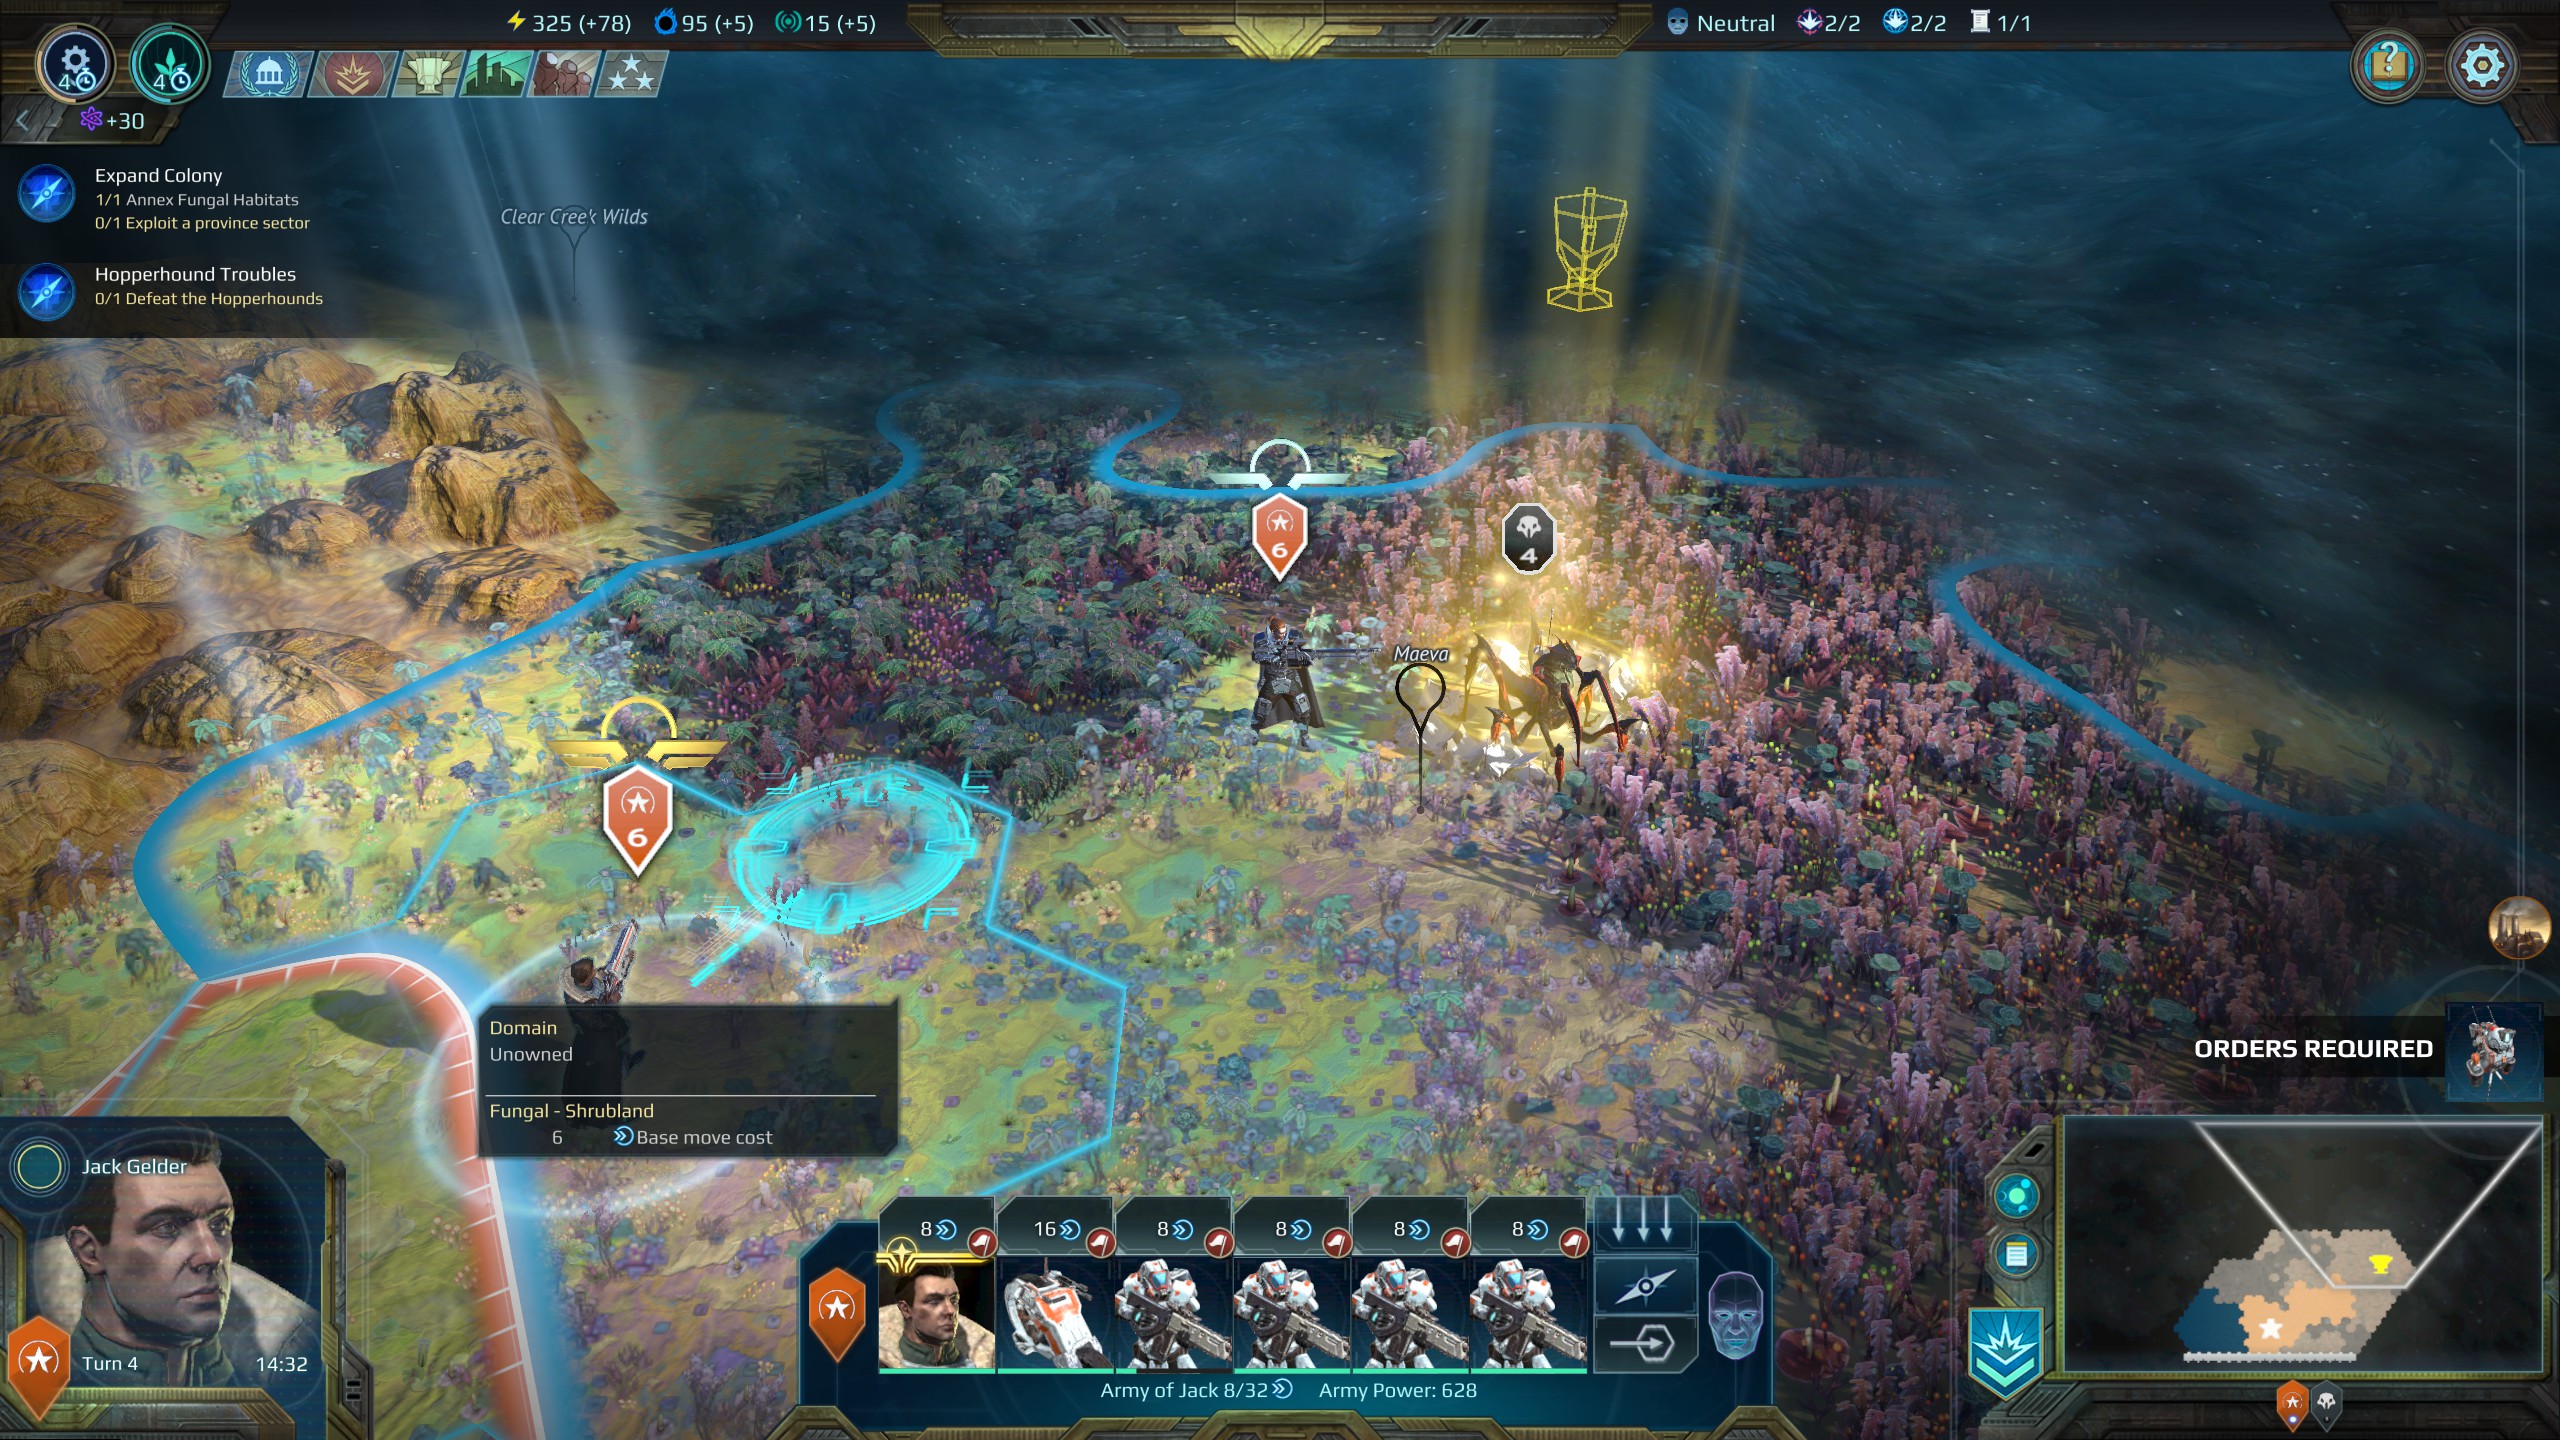 325 (+78) 95 (+5) 15 (+5)
Neutral 2/2 2/2 1/1
4 4
+30
Expand Colony
1/1 Annex Fungal Habitats
0/1 Exploit a province sector
Hopperhound Troubles
0/1 Defeat the Hopperhounds
Clear Creek Wilds
6
4
Maeva
6
Domain
Unowned
Fungal - Shrubland
6 Base move cost
ORDERS REQUIRED
Jack Gelder
Turn 4 14:32
8 16 8 8 8 8
Army of Jack 8/32 Army Power: 628